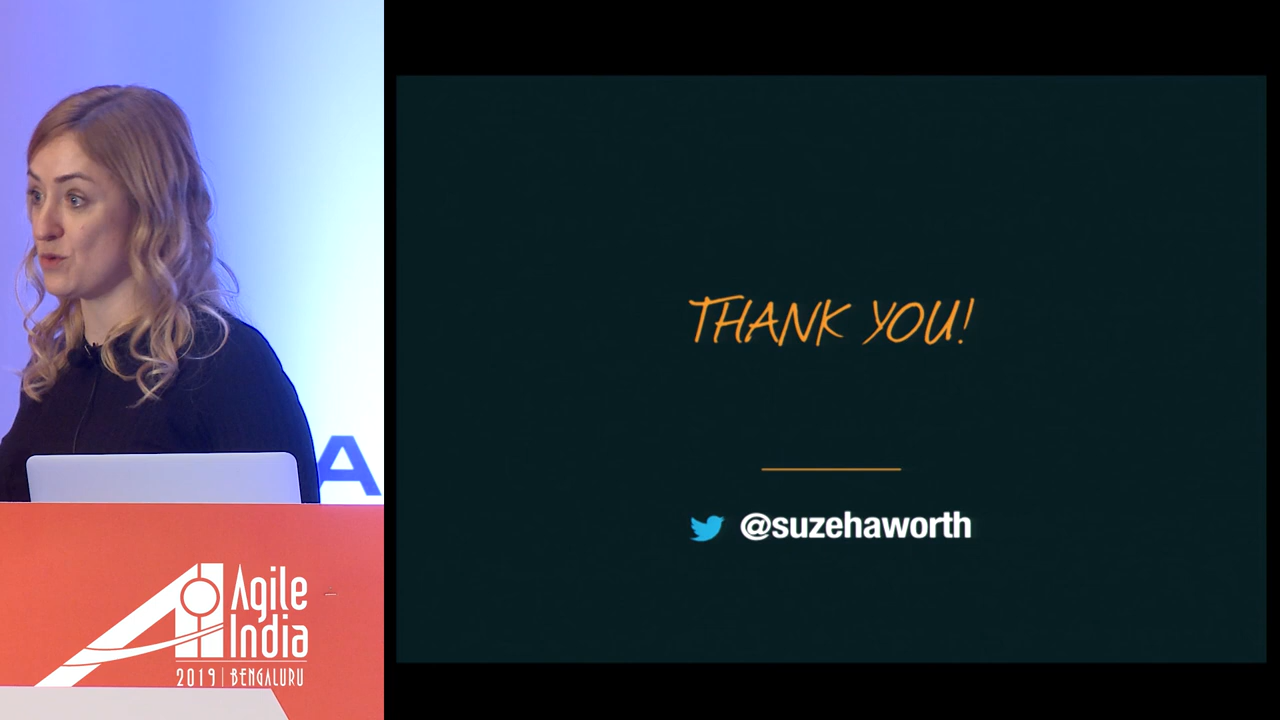 THANK YOU!
@suzehaworth
A
Agile
India
2019 | BENGALURU